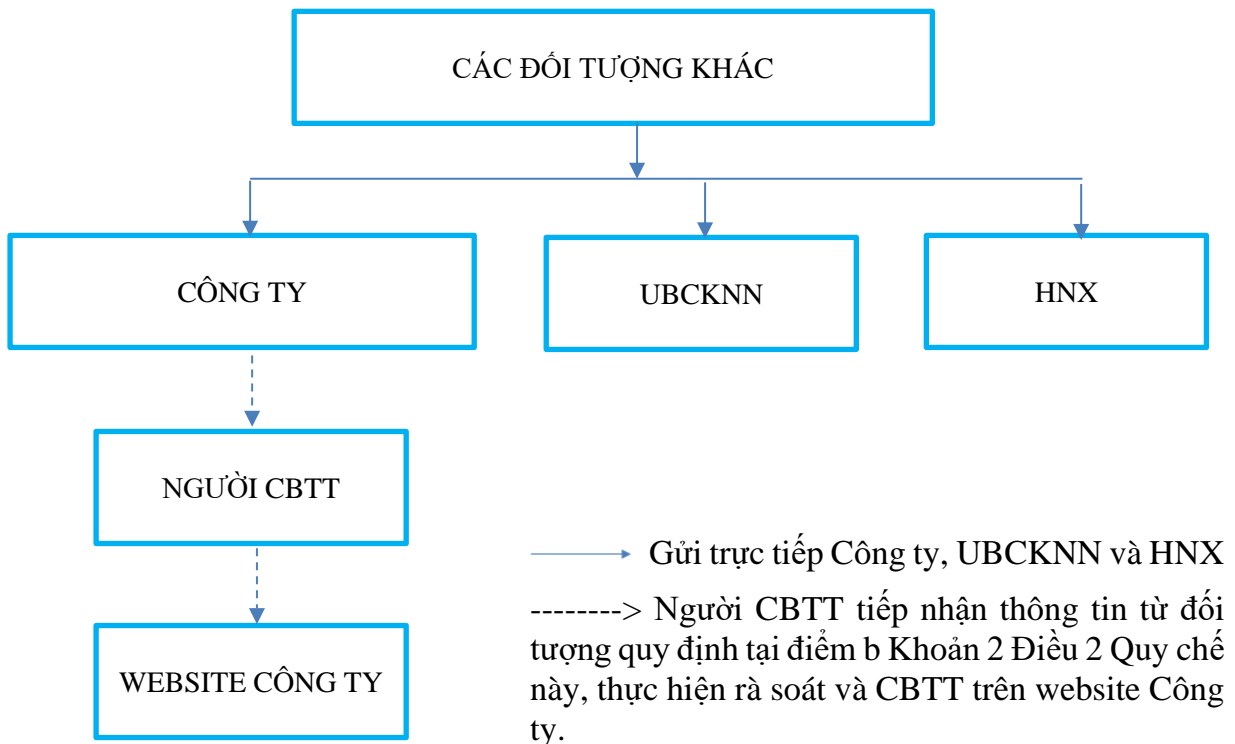 CÁC ĐỐI TƯỢNG KHÁC
CÔNG TY
UBCKNN
HNX
NGƯỜI CBTT
WEBSITE CÔNG TY
Gửi trực tiếp Công ty, UBCKNN và HNX
--------> Người CBTT tiếp nhận thông tin từ đối
tượng quy định tại điểm b Khoản 2 Điều 2 Quy chế
này, thực hiện rà soát và CBTT trên website Công
ty.